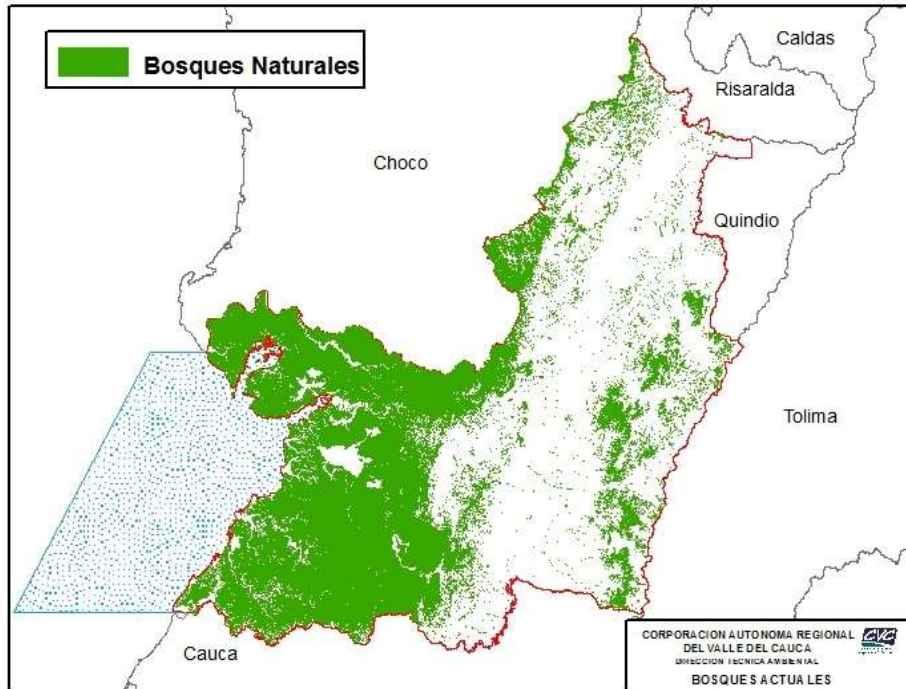 Bosques Naturales
Caldas
Risaralda
Choco
Quindio
Tolima
Cauca
CORPORACION AUTONOMA REGIONAL
DEL VALLE DEL CAUCA
DIRECCION TECNICA AMBIENTAL
CVC
BOSQUES ACTUALES